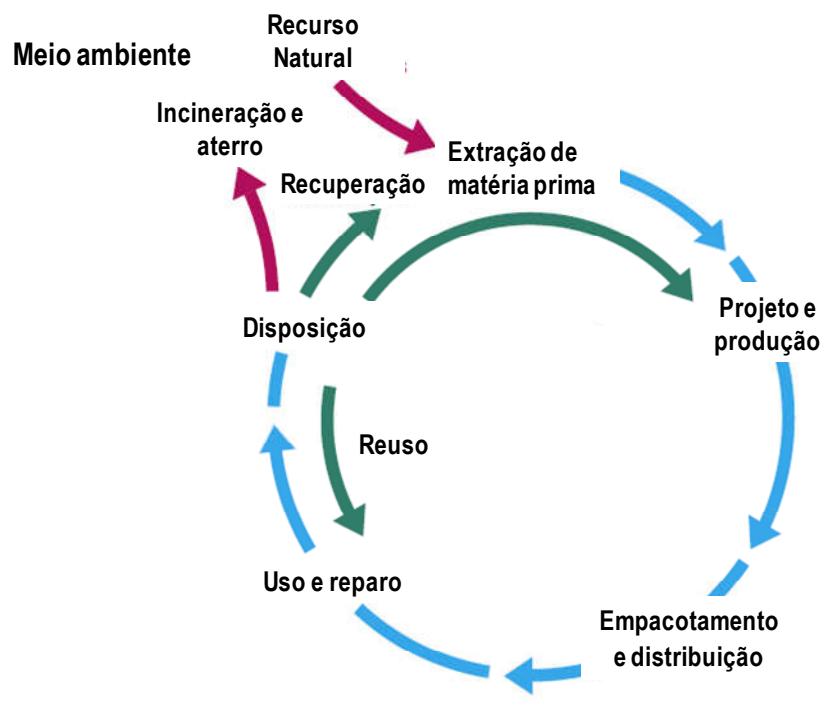 Meio ambiente
Recurso
Natural
Incineração e
aterro
Recuperação
Extração de
matéria prima
Disposição
Projeto e
produção
Reuso
Uso e reparo
Empacotamento
e distribuição